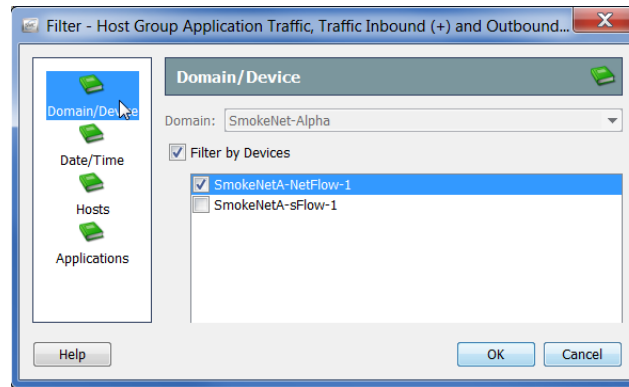 Filter - Host Group Application Traffic, Traffic Inbound (+) and Outbound...
Domain/Device
Date/Time
Hosts
Applications
Domain/Device
Domain: SmokeNet-Alpha
Filter by Devices
SmokeNetA-NetFlow-1
SmokeNetA-sFlow-1
Help
OK
Cancel